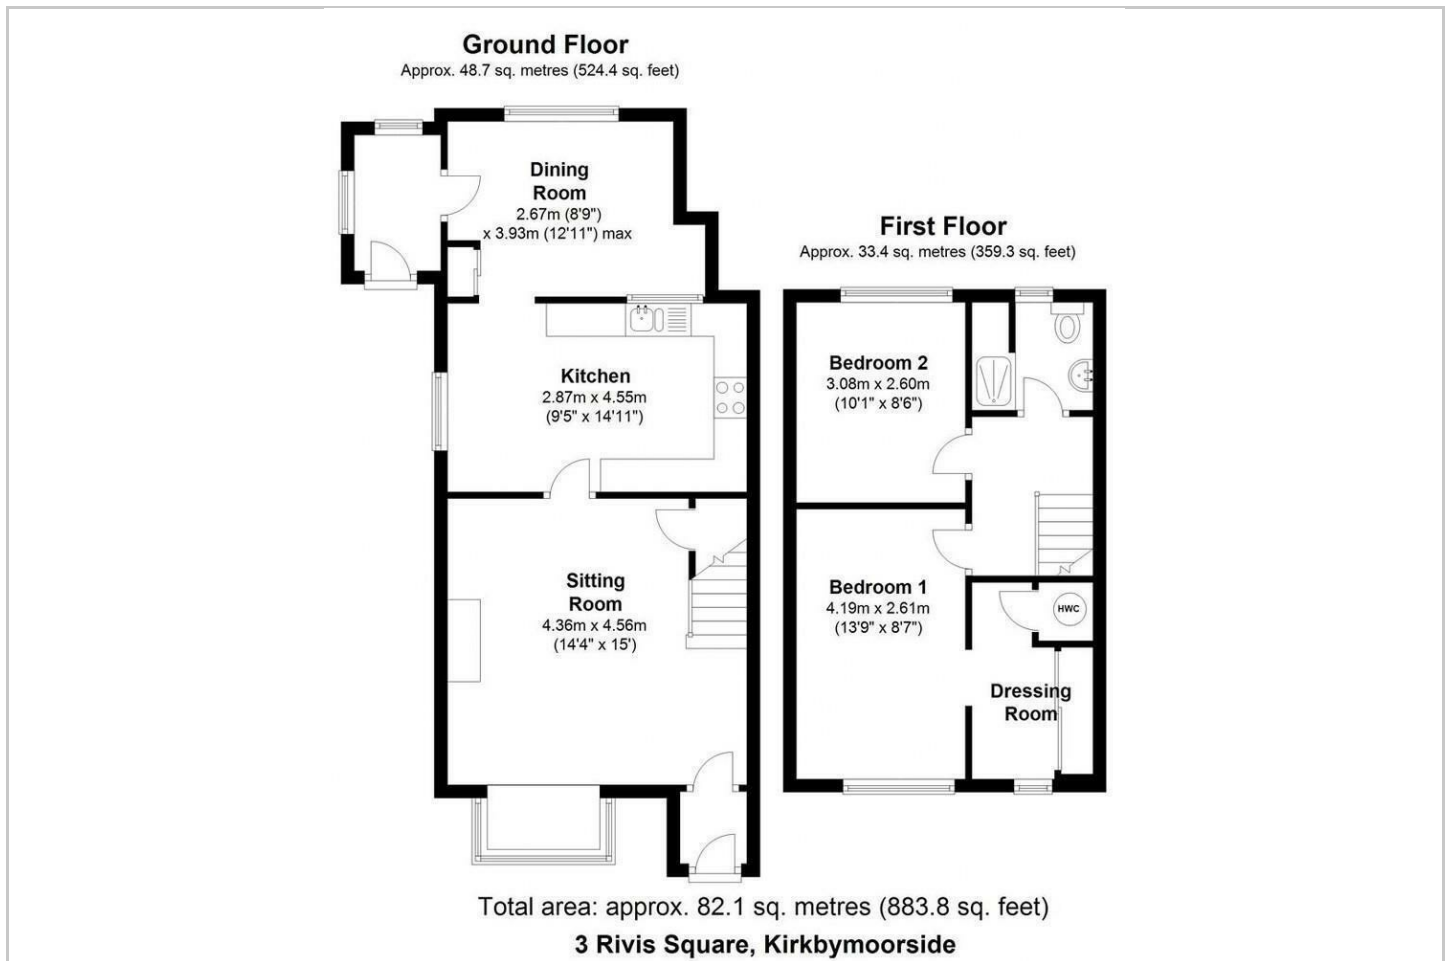 Ground Floor
Approx. 48.7 sq. metres (524.4 sq. feet)
Dining
Room
2.67m (8'9")
x 3.93m (12'11") max
Kitchen
2.87m x 4.55m
(9'5" x 14'11")
Sitting
Room
4.36m x 4.56m
(14'4" x 15')
First Floor
Approx. 33.4 sq. metres (359.3 sq. feet)
Bedroom 2
3.08m x 2.60m
(10'1" x 8'6")
Bedroom 1
4.19m x 2.61m
(13'9" x 8'7")
HWC
Dressing
Room
Total area: approx. 82.1 sq. metres (883.8 sq. feet)
3 Rivis Square, Kirkbymoorside